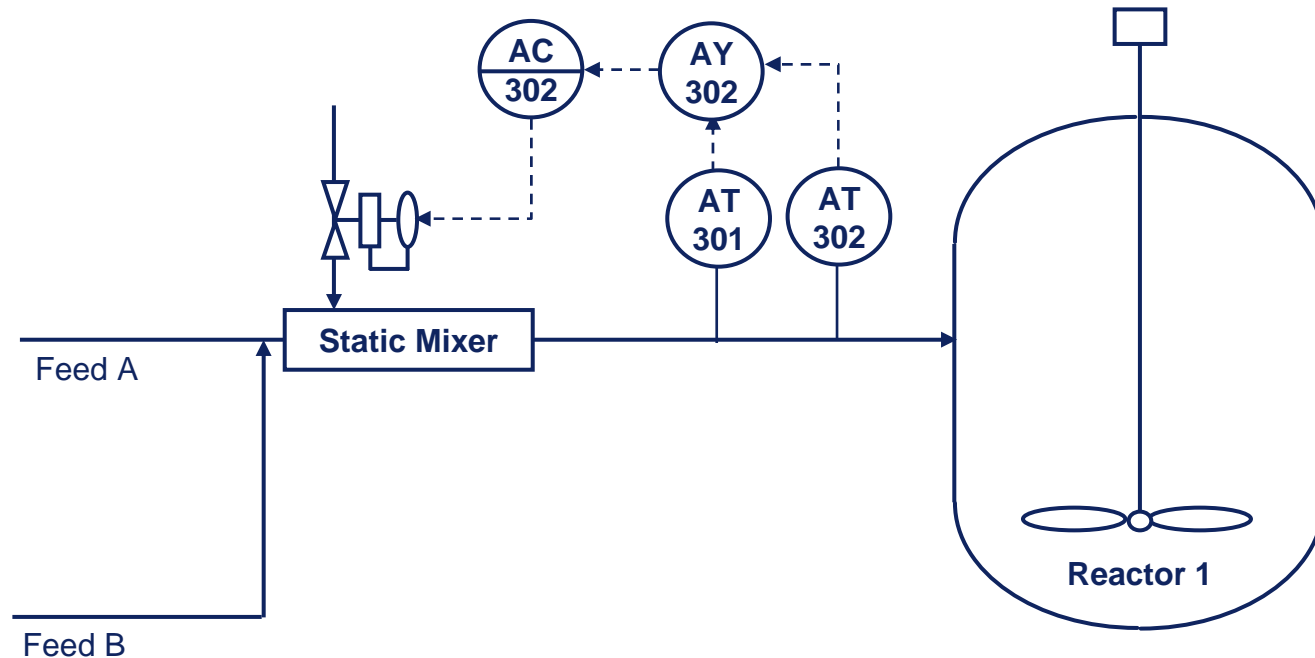 AC
302
AY
302
AT
301
AT
302
Static Mixer
Feed A
Reactor 1
Feed B